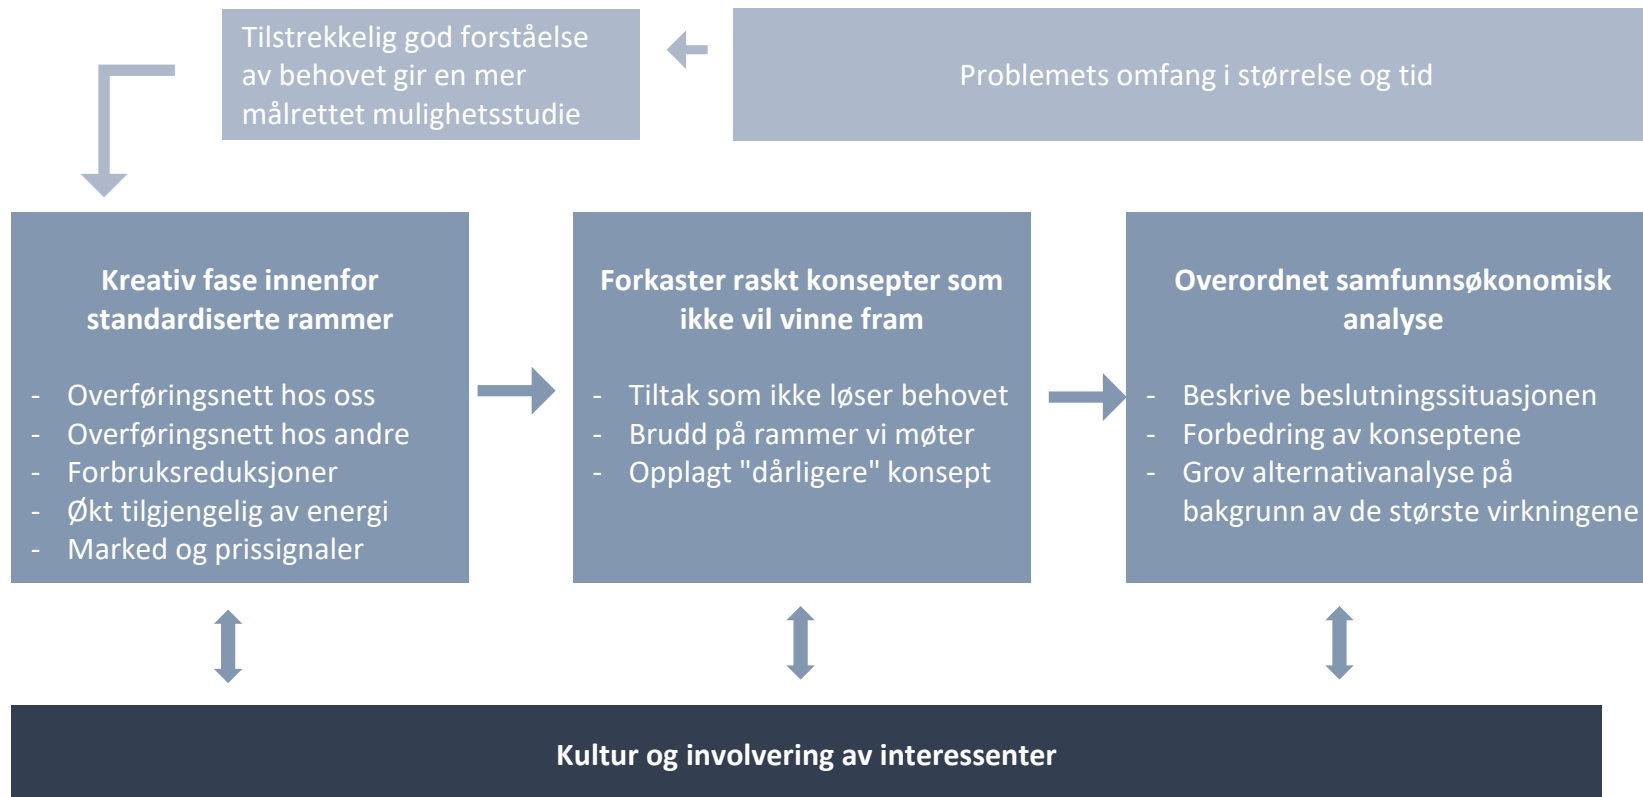 Tilstrekkelig god forståelse
av behovet gir en mer
målrettet mulighetsstudie
Problemets omfang i størrelse og tid
Kreativ fase innenfor
standardiserte rammer
- Overføringsnett hos oss
- Overføringsnett hos andre
- Forbruksreduksjoner
- Økt tilgjengelig av energi
- Marked og prissignaler
Forkaster raskt konsepter som
ikke vil vinne fram
- Tiltak som ikke løser behovet
- Brudd på rammer vi møter
- Opplagt "dårligere" konsept
Overordnet samfunnsøkonomisk
analyse
- Beskrive beslutningssituasjonen
- Forbedring av konseptene
- Grov alternativanalyse på
bakgrunn av de største virkningene
Kultur og involvering av interessenter